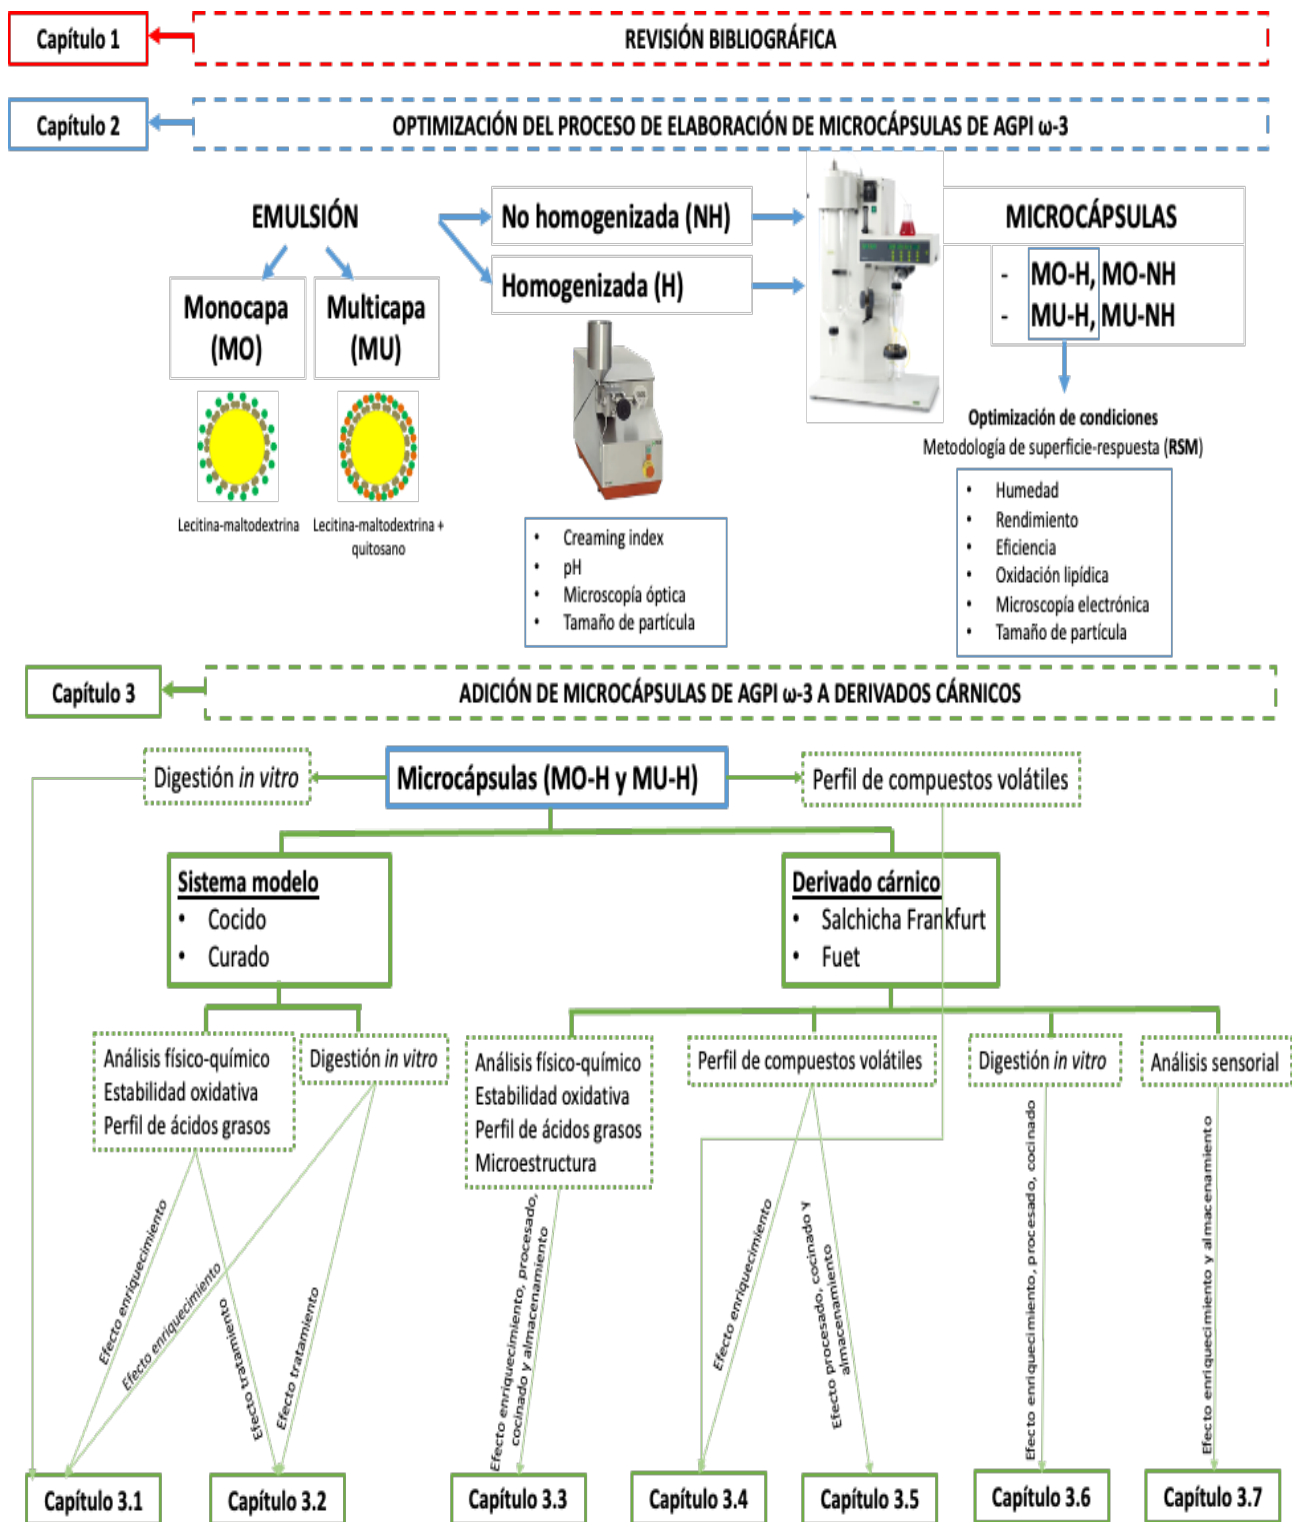 Capítulo 1
REVISIÓN BIBLIOGRÁFICA
Capítulo 2
OPTIMIZACIÓN DEL PROCESO DE ELABORACIÓN DE MICROCÁPSULAS DE AGPI ω-3
EMULSIÓN
Monocapa
(MO)
Multicapa
(MU)
Lecitina-maltodextrina
Lecitina-maltodextrina +
quitosano
No homogenizada (NH)
Homogenizada (H)
• Creaming index
• pH
• Microscopía óptica
• Tamaño de partícula
MICROCÁPSULAS
- MO-H, MO-NH
- MU-H, MU-NH
Optimización de condiciones
Metodología de superficie-respuesta (RSM)
• Humedad
• Rendimiento
• Eficiencia
• Oxidación lipídica
• Microscopía electrónica
• Tamaño de partícula
Capítulo 3
ADICIÓN DE MICROCÁPSULAS DE AGPI ω-3 A DERIVADOS CÁRNICOS
Digestión in vitro
Microcápsulas (MO-H y MU-H)
Perfil de compuestos volátiles
Sistema modelo
• Cocido
• Curado
Derivado cárnico
• Salchicha Frankfurt
• Fuet
Análisis físico-químico
Estabilidad oxidativa
Perfil de ácidos grasos
Digestión in vitro
Análisis físico-químico
Estabilidad oxidativa
Perfil de ácidos grasos
Microestructura
Perfil de compuestos volátiles
Digestión in vitro
Análisis sensorial
Efecto enriquecimiento
Efecto enriquecimiento
Efecto tratamiento
Efecto tratamiento
Efecto enriquecimiento, procesado,
cocinado y almacenamiento
Efecto enriquecimiento
Efecto procesado, cocinado y
almacenamiento
Efecto enriquecimiento, procesado, cocinado
Efecto enriquecimiento y almacenamiento
Capítulo 3.1
Capítulo 3.2
Capítulo 3.3
Capítulo 3.4
Capítulo 3.5
Capítulo 3.6
Capítulo 3.7